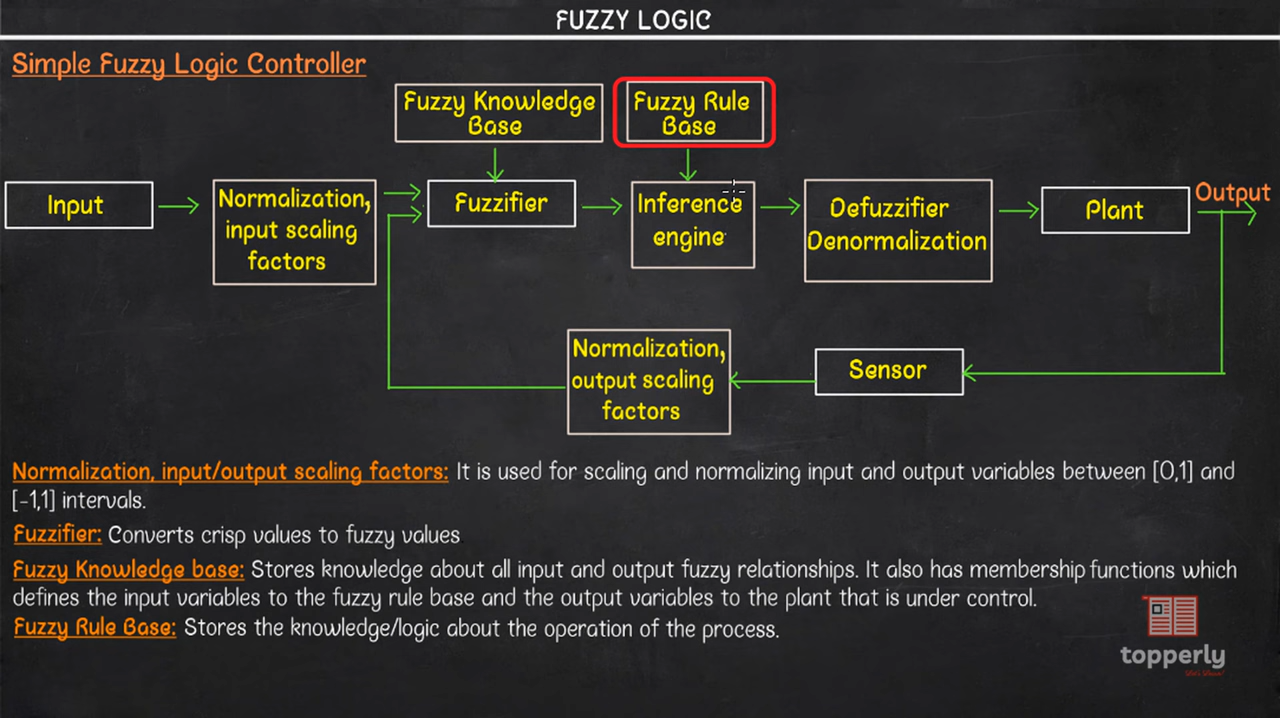 FUZZY LOGIC
Simple Fuzzy Logic Controller
Fuzzy Knowledge
Base
Fuzzy Rule
Base
Input
Normalization,
input scaling
factors
Fuzzifier
Inference
engine
Defuzzifier
Denormalization
Plant
Output
Normalization,
output scaling
factors
Sensor
Normalization, input/output scaling factors: It is used for scaling and normalizing input and output variables between [0,1] and
[-1,1] intervals.
Fuzzifier: Converts crisp values to fuzzy values
Fuzzy Knowledge base: Stores knowledge about all input and output fuzzy relationships. It also has membership functions which
defines the input variables to the fuzzy rule base and the output variables to the plant that is under control.
Fuzzy Rule Base: Stores the knowledge/logic about the operation of the process.
topperly